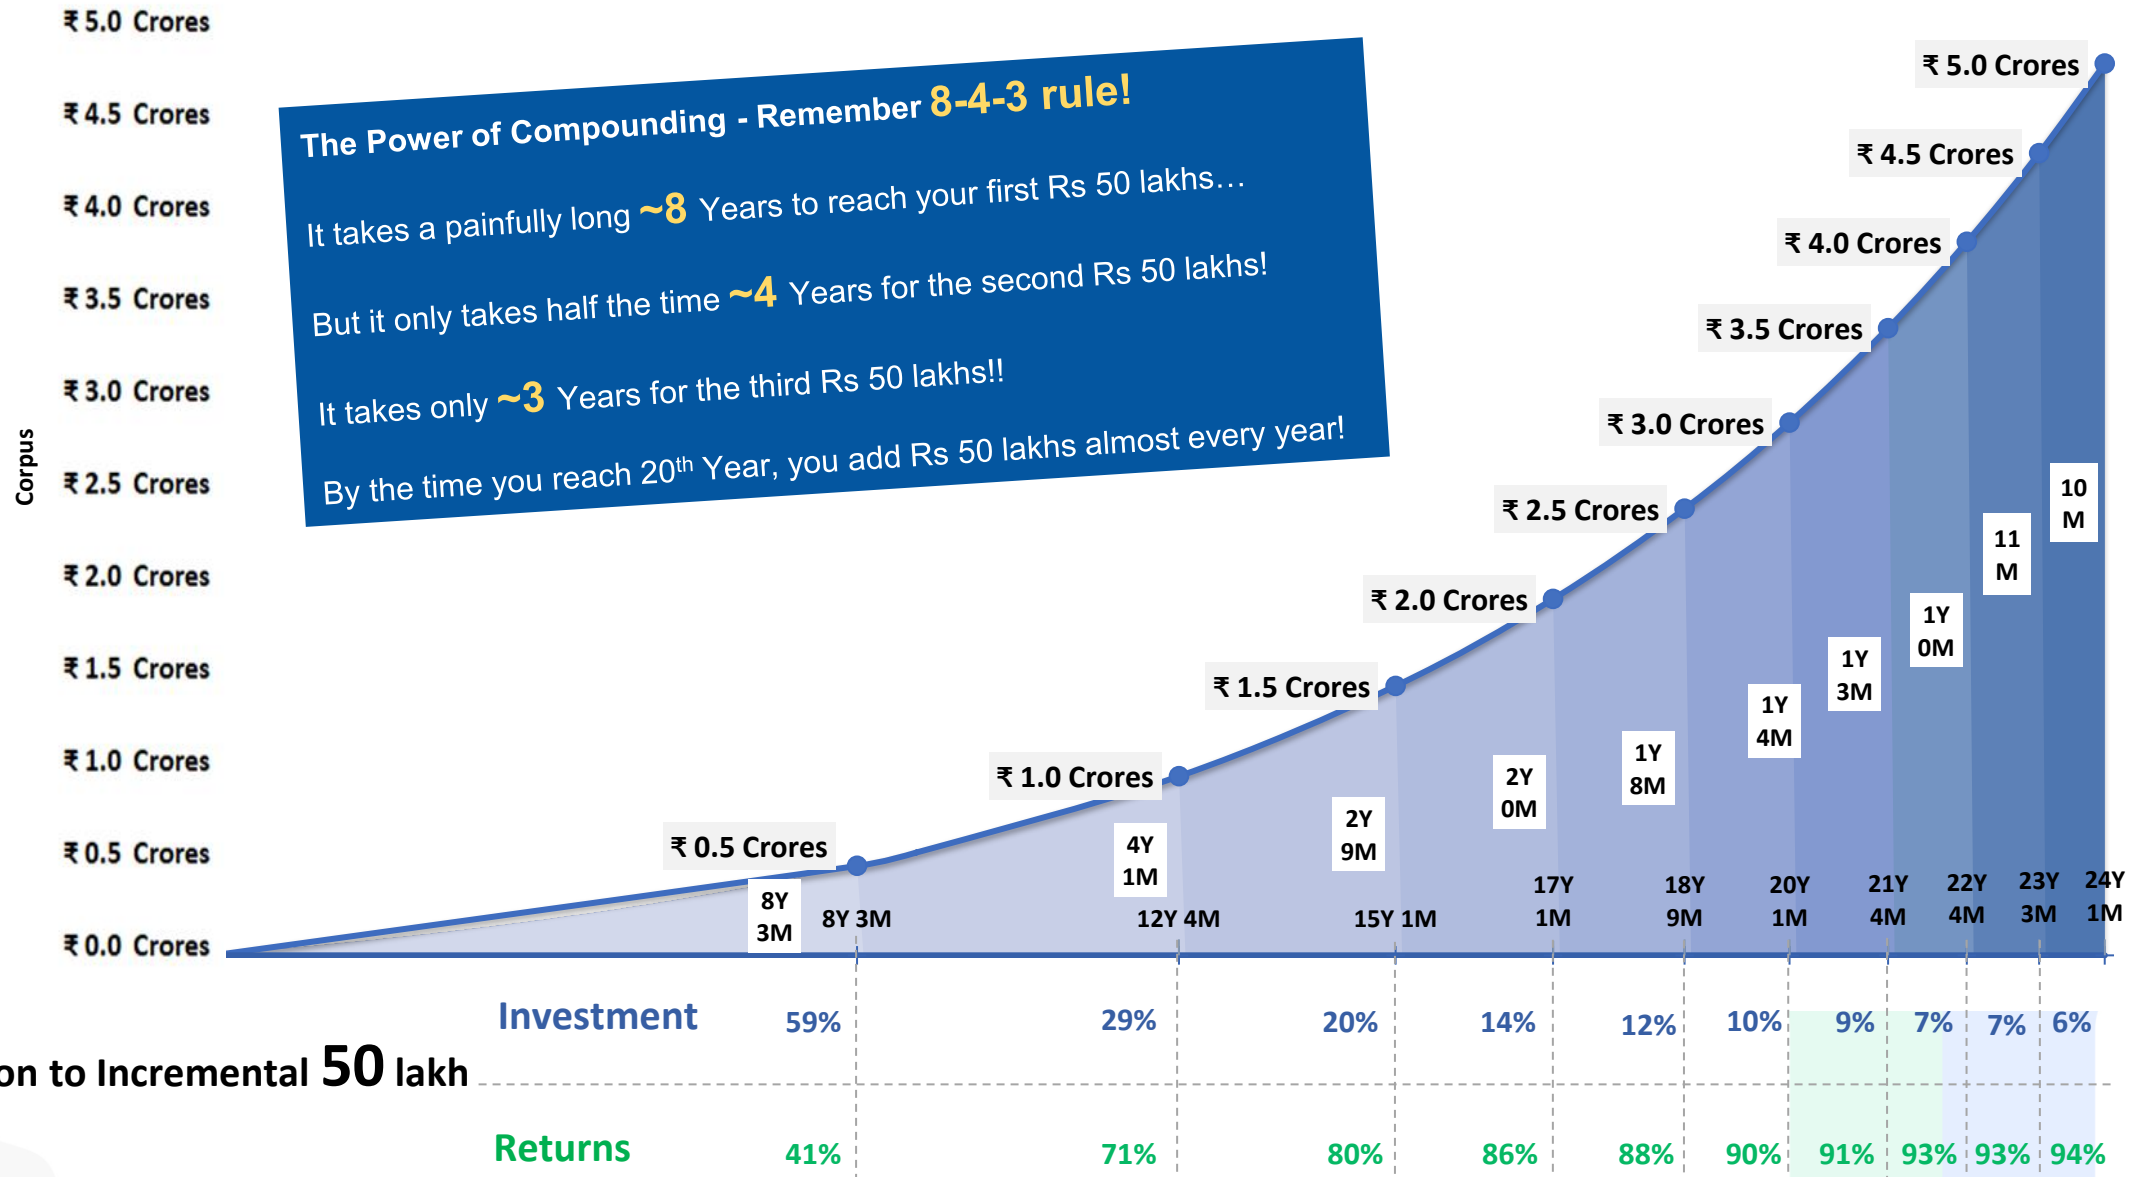 ₹ 5.0 Crores
₹ 4.5 Crores
₹ 4.0 Crores
₹ 3.5 Crores
₹ 3.0 Crores
₹ 2.5 Crores
₹ 2.0 Crores
₹ 1.5 Crores
₹ 1.0 Crores
₹ 0.5 Crores
₹ 0.0 Crores
Corpus
The Power of Compounding - Remember 8-4-3 rule!
It takes a painfully long ~8 Years to reach your first Rs 50 lakhs…
But it only takes half the time ~4 Years for the second Rs 50 lakhs!
It takes only ~3 Years for the third Rs 50 lakhs!!
By the time you reach 20th Year, you add Rs 50 lakhs almost every year!
₹ 5.0 Crores
₹ 4.5 Crores
₹ 4.0 Crores
₹ 3.5 Crores
₹ 3.0 Crores
₹ 2.5 Crores
₹ 2.0 Crores
₹ 1.5 Crores
₹ 1.0 Crores
₹ 0.5 Crores
8Y
3M
4Y
1M
2Y
9M
2Y
0M
1Y
8M
1Y
4M
1Y
3M
1Y
0M
11
M
10
M
8Y 3M
12Y 4M
15Y 1M
17Y
1M
18Y
9M
20Y
1M
21Y
4M
22Y
4M
23Y
3M
24Y
1M
Investment 59% 29% 20% 14% 12% 10% 9% 7% 7% 6%
on to Incremental 50 lakh
Returns 41% 71% 80% 86% 88% 90% 91% 93% 93% 94%